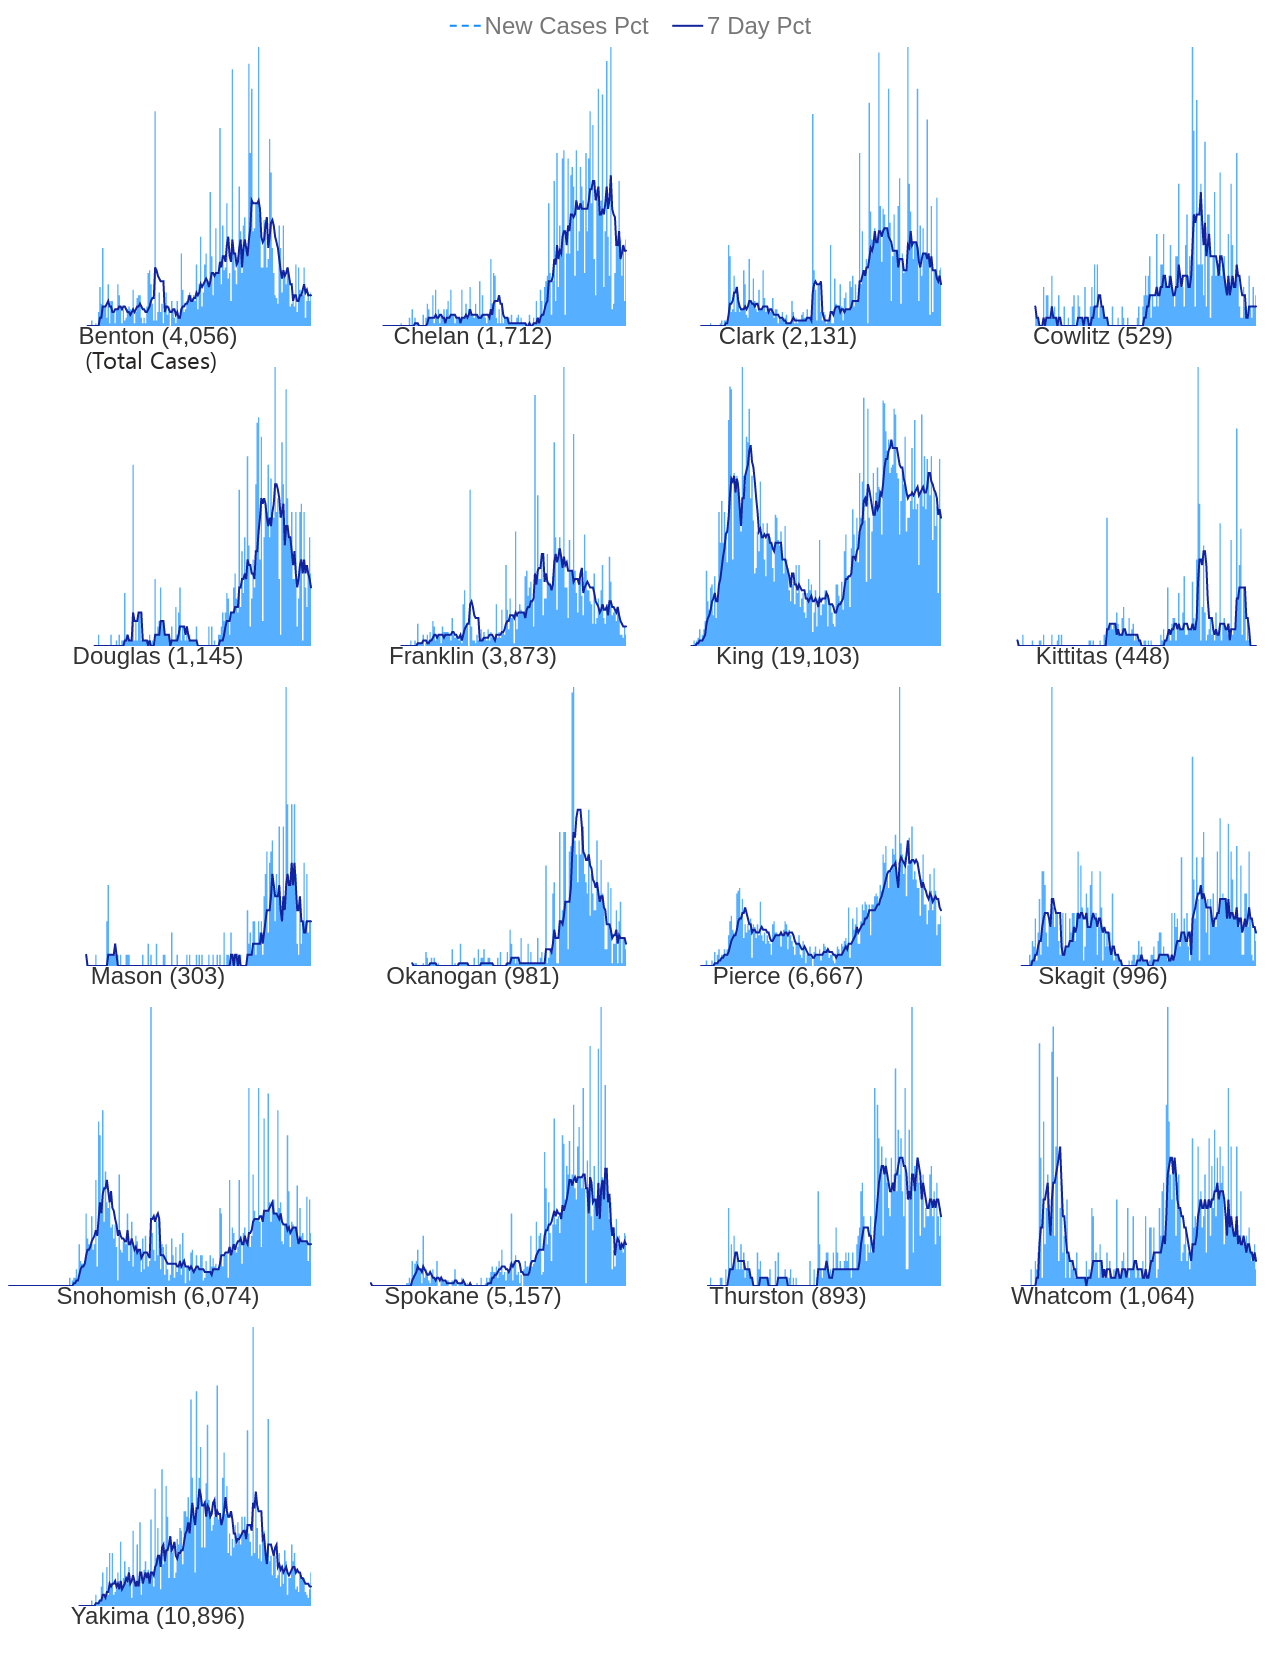 New Cases Pct 7 Day Pct
Benton (4,056) Chelan (1,712) Clark (2,131) Cowlitz (529)
(Total Cases)
Douglas (1,145) Franklin (3,873) King (19,103) Kittitas (448)
Mason (303) Okanogan (981) Pierce (6,667) Skagit (996)
Snohomish (6,074) Spokane (5,157) Thurston (893) Whatcom (1,064)
Yakima (10,896)